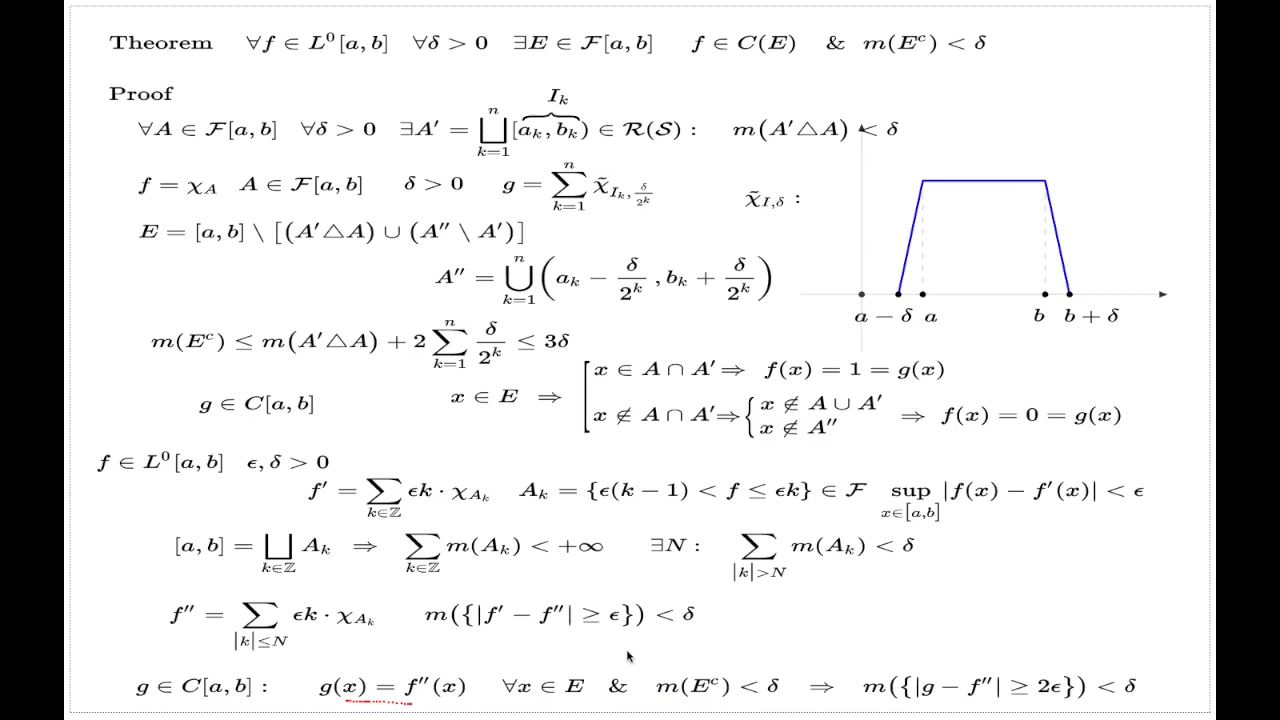 Theorem ∀f ∈ L⁰[a, b] ∀δ > 0 ∃E ∈ ℱ[a, b] f ∈ C(E) & m(Eᶜ) < δ
Proof
∀A ∈ ℱ[a, b] ∀δ > 0 ∃A′ = ⨆_{k=1}^{n} [a_k, b_k) ∈ ℛ(𝒮) : m(A′△A) < δ
I_k
f = χ_A A ∈ ℱ[a, b] δ > 0 g = ∑_{k=1}^{n} χ̃_{I_k, δ/2^k} χ̃_{I,δ} :
E = [a, b] \ [(A′△A) ∪ (A″ \ A′)]
A″ = ⋃_{k=1}^{n} (a_k − δ/2^k , b_k + δ/2^k)
a − δ a b b + δ
m(Eᶜ) ≤ m(A′△A) + 2 ∑_{k=1}^{n} δ/2^k ≤ 3δ
g ∈ C[a, b] x ∈ E ⇒ [ x ∈ A ∩ A′ ⇒ f(x) = 1 = g(x)
x ∉ A ∩ A′ ⇒ { x ∉ A ∪ A′
x ∉ A″ ⇒ f(x) = 0 = g(x)
f ∈ L⁰[a, b] ϵ, δ > 0
f′ = ∑_{k∈ℤ} ϵk · χ_{A_k} A_k = {ϵ(k − 1) < f ≤ ϵk} ∈ ℱ sup_{x∈[a,b]} |f(x) − f′(x)| < ϵ
[a, b] = ⨆_{k∈ℤ} A_k ⇒ ∑_{k∈ℤ} m(A_k) < +∞ ∃N : ∑_{|k|>N} m(A_k) < δ
f″ = ∑_{|k|≤N} ϵk · χ_{A_k} m({|f′ − f″| ≥ ϵ}) < δ
g ∈ C[a, b] : g(x) = f″(x) ∀x ∈ E & m(Eᶜ) < δ ⇒ m({|g − f″| ≥ 2ϵ}) < δ